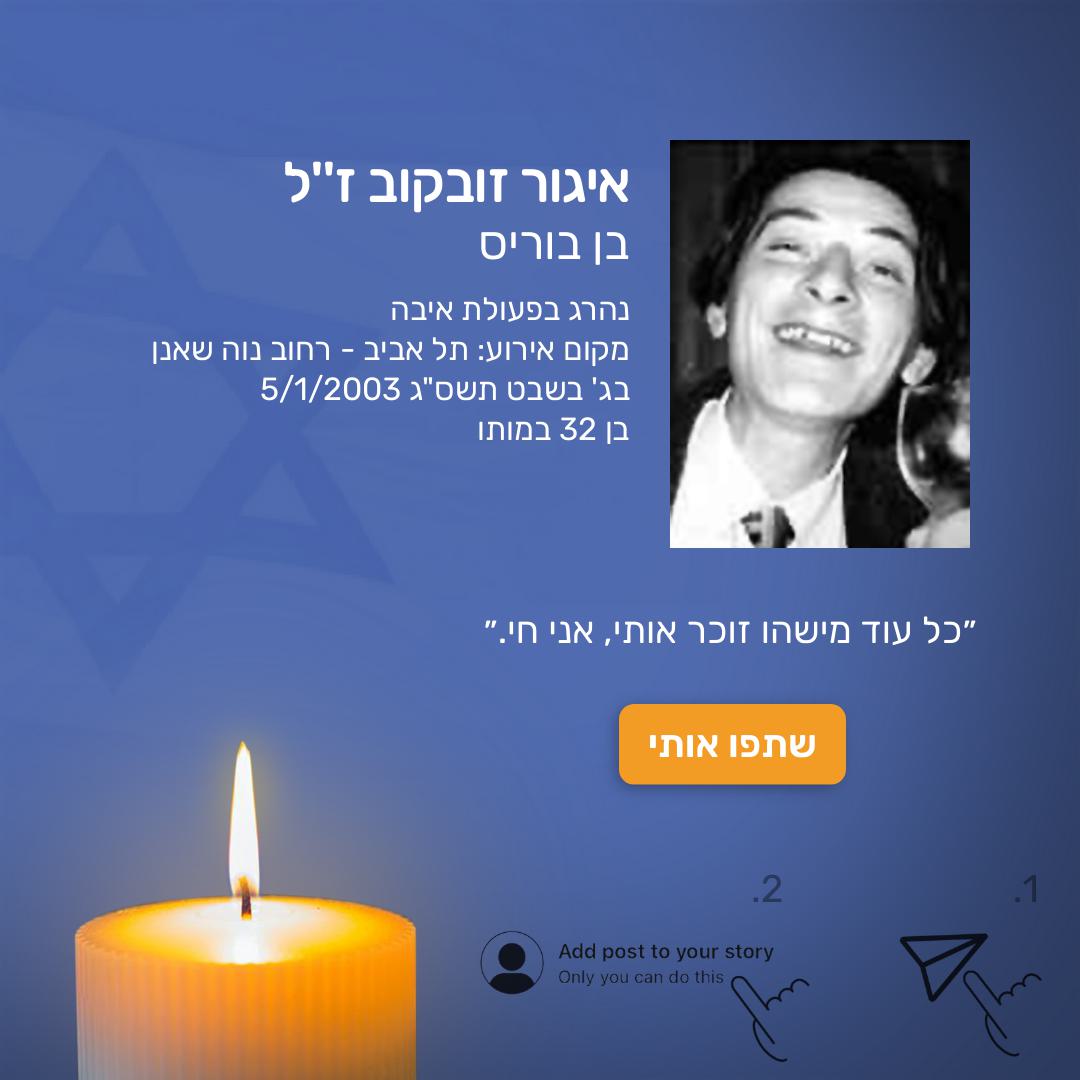 איגור זובקוב ז"ל
בן בוריס
נהרג בפעולת איבה
מקום אירוע: תל אביב - רחוב נוה שאנן
בג' בשבט תשס"ג 5/1/2003
בן 32 במותו
״כל עוד מישהו זוכר אותי, אני חי.״
שתפו אותי
1.
2.
Add post to your story
Only you can do this